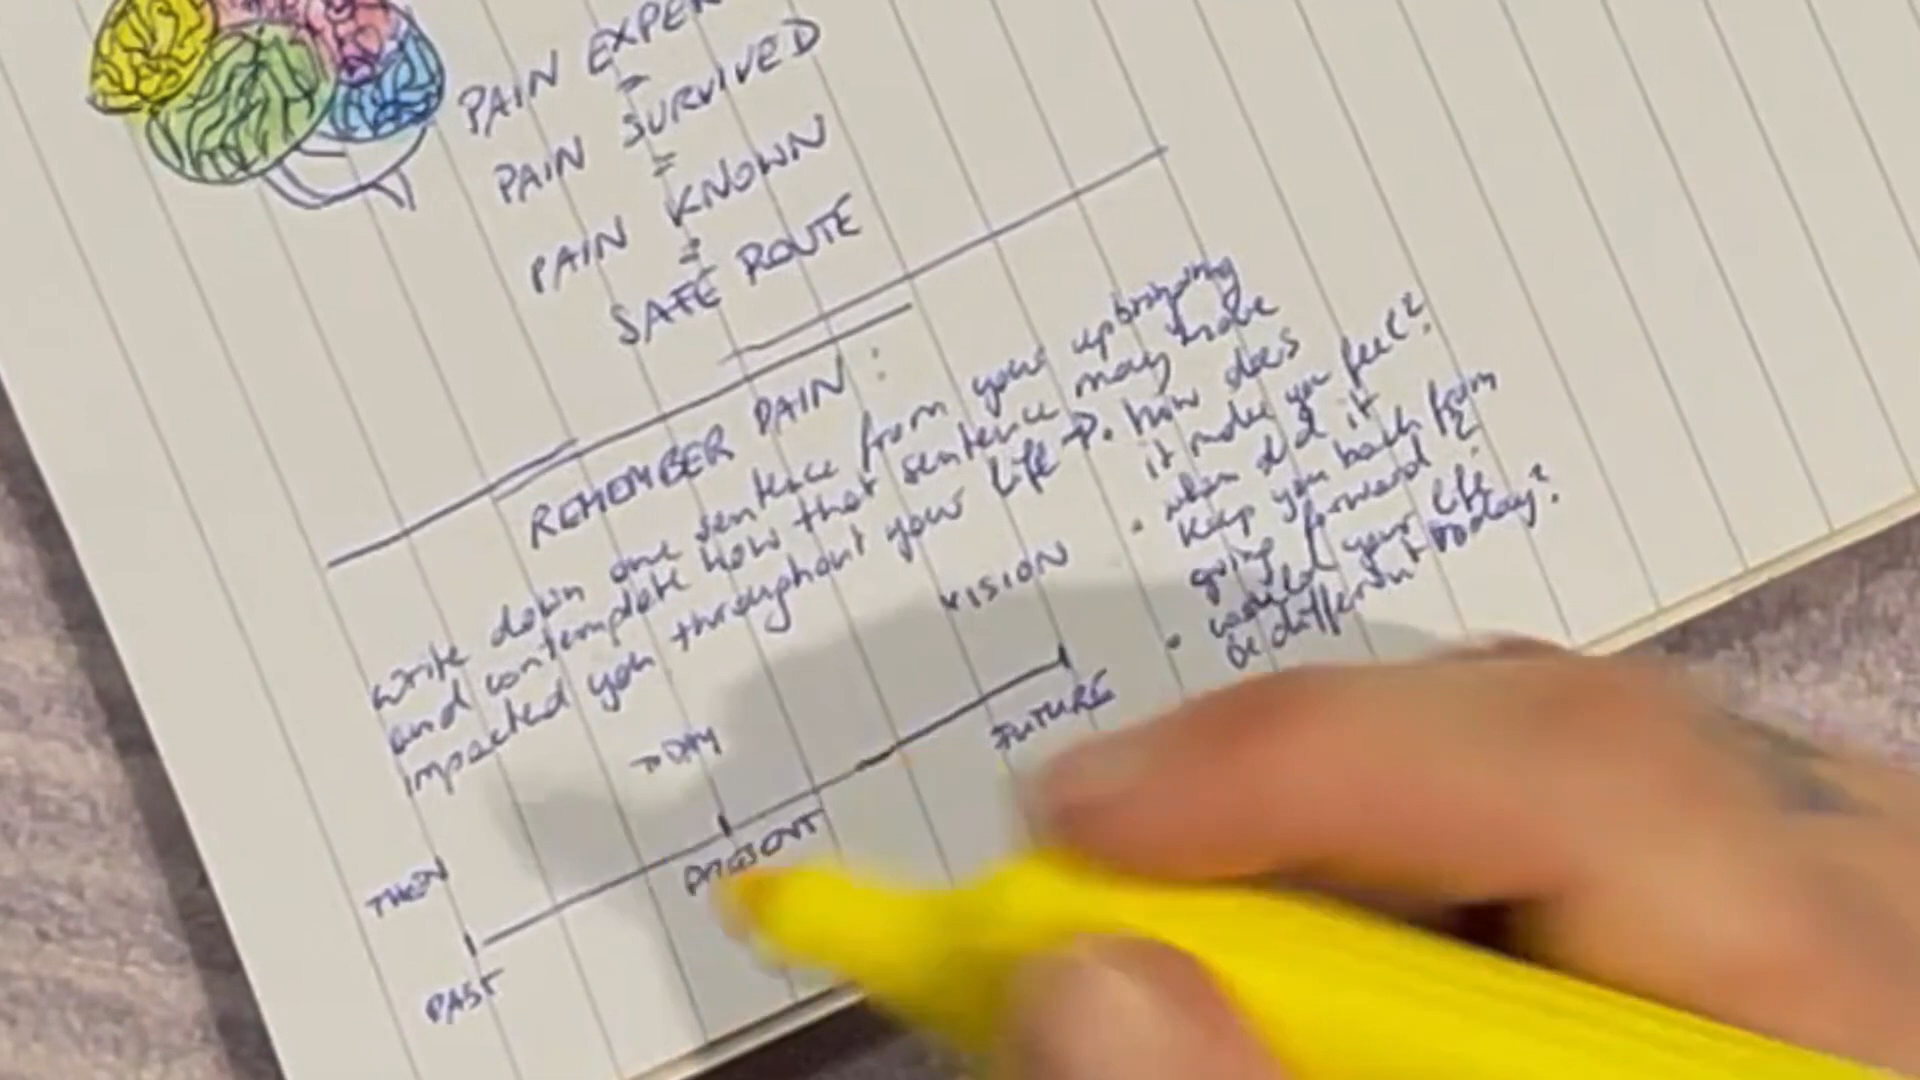 PAIN EXPER
=
PAIN SURVIVED
=
PAIN KNOWN
=
SAFE ROUTE
REMEMBER PAIN:
write down one sentence from your upbringing
and contemplate how that sentence may have
impacted you throughout your life → • how does
it make you feel?
• when did it
keep you back from
going forward?
• would your life
be different today?
VISION
TODAY
THEN
FUTURE
PRESENT
PAST